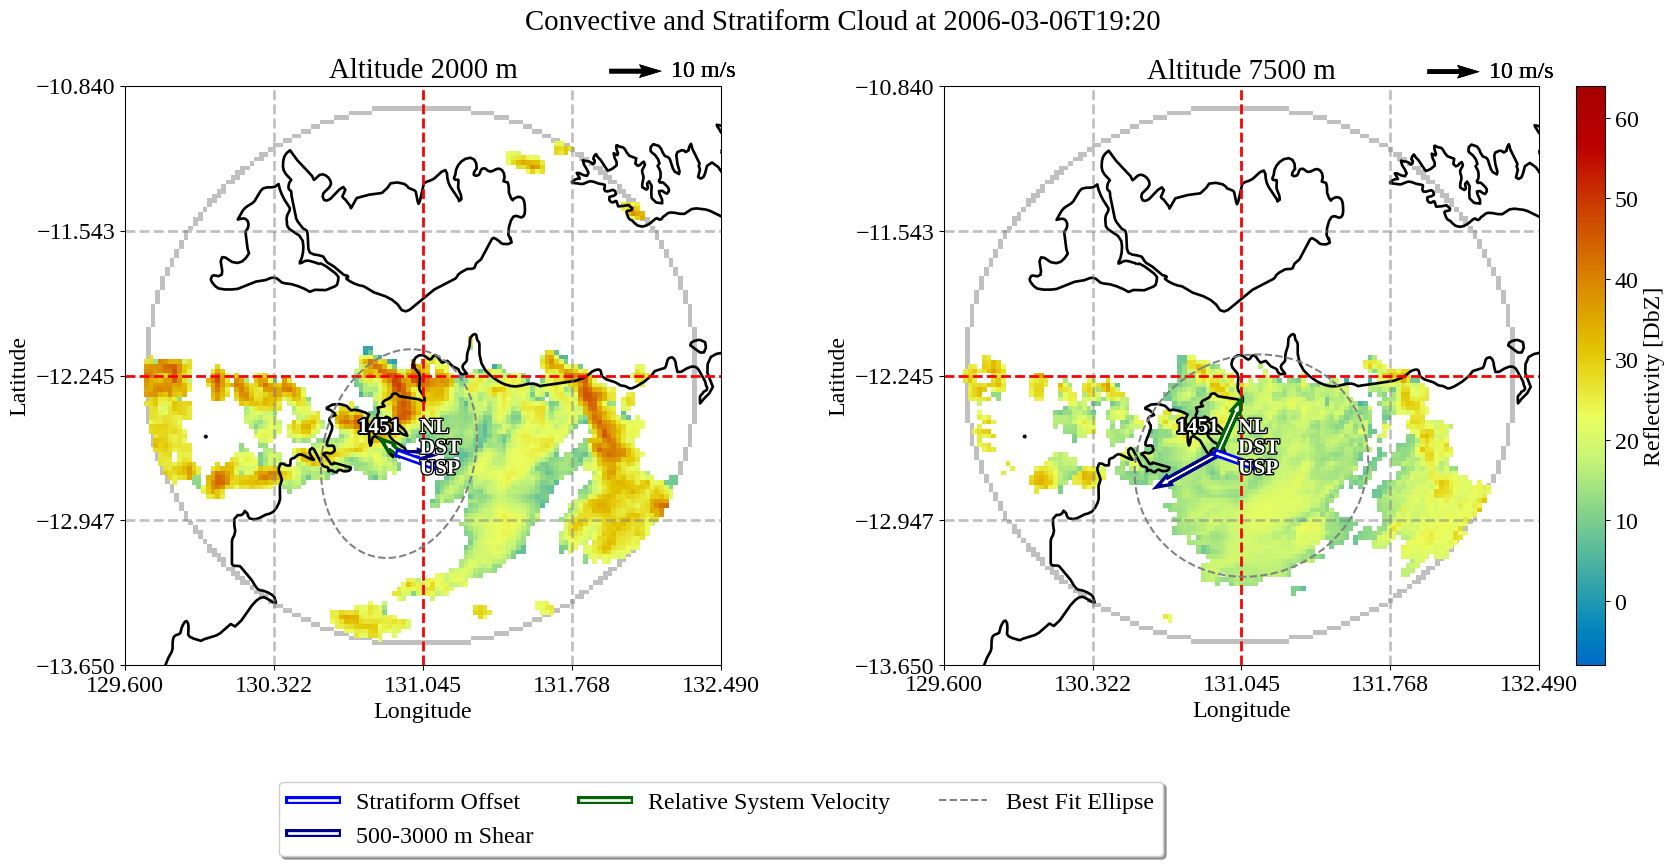 Convective and Stratiform Cloud at 2006-03-06T19:20
Altitude 2000 m
10 m/s
−10.840
−11.543
−12.245
−12.947
−13.650
Latitude
1451
NL
DST
USP
129.600
130.322
131.045
131.768
132.490
Longitude
Altitude 7500 m
10 m/s
−10.840
−11.543
−12.245
−12.947
−13.650
Latitude
1451
NL
DST
USP
129.600
130.322
131.045
131.768
132.490
Longitude
60
50
40
30
20
10
0
Reflectivity [DbZ]
Stratiform Offset
500-3000 m Shear
Relative System Velocity
Best Fit Ellipse